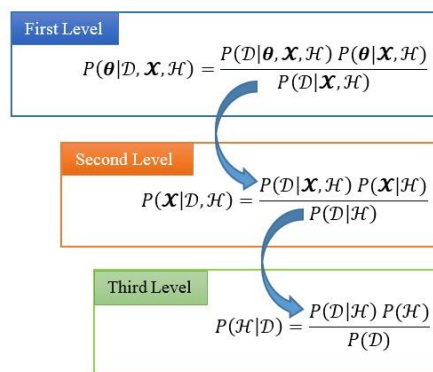 First Level
P(𝜽|𝒟, 𝓧, ℋ) = P(𝒟|𝜽, 𝓧, ℋ) P(𝜽|𝓧, ℋ) / P(𝒟|𝓧, ℋ)
Second Level
P(𝓧|𝒟, ℋ) = P(𝒟|𝓧, ℋ) P(𝓧|ℋ) / P(𝒟|ℋ)
Third Level
P(ℋ|𝒟) = P(𝒟|ℋ) P(ℋ) / P(𝒟)